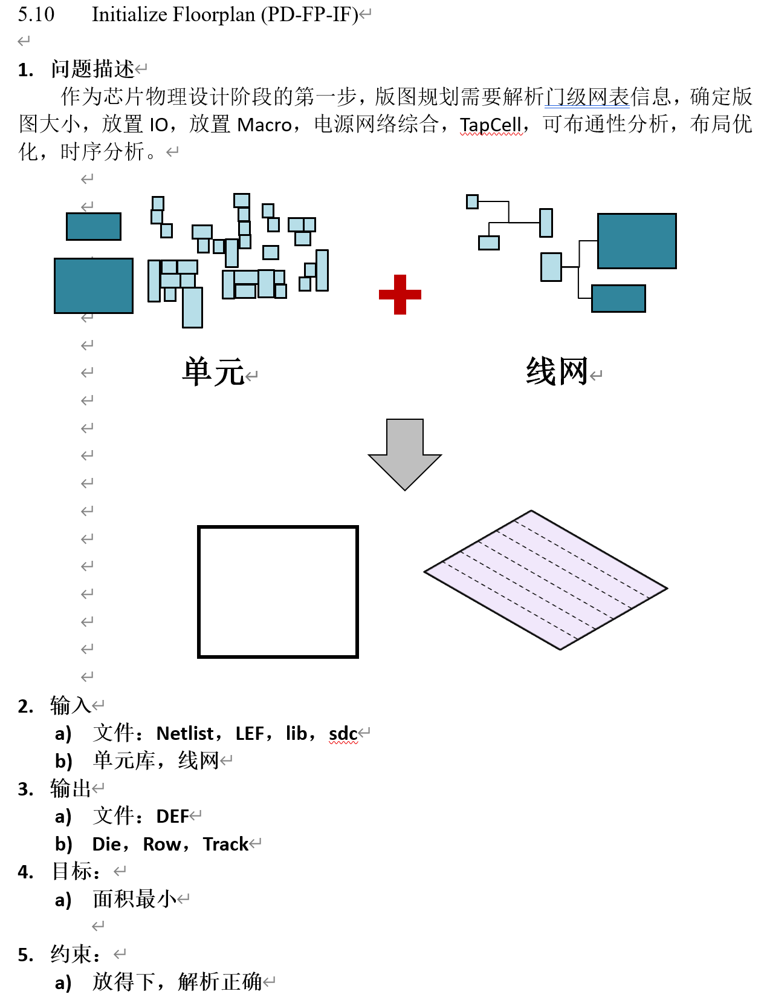 5.10 Initialize Floorplan (PD-FP-IF)
1. 问题描述
作为芯片物理设计阶段的第一步，版图规划需要解析门级网表信息，确定版
图大小，放置 IO，放置 Macro，电源网络综合，TapCell，可布通性分析，布局优
化，时序分析。
单元
线网
2. 输入
a) 文件：Netlist，LEF，lib，sdc
b) 单元库，线网
3. 输出
a) 文件：DEF
b) Die，Row，Track
4. 目标：
a) 面积最小
5. 约束：
a) 放得下，解析正确